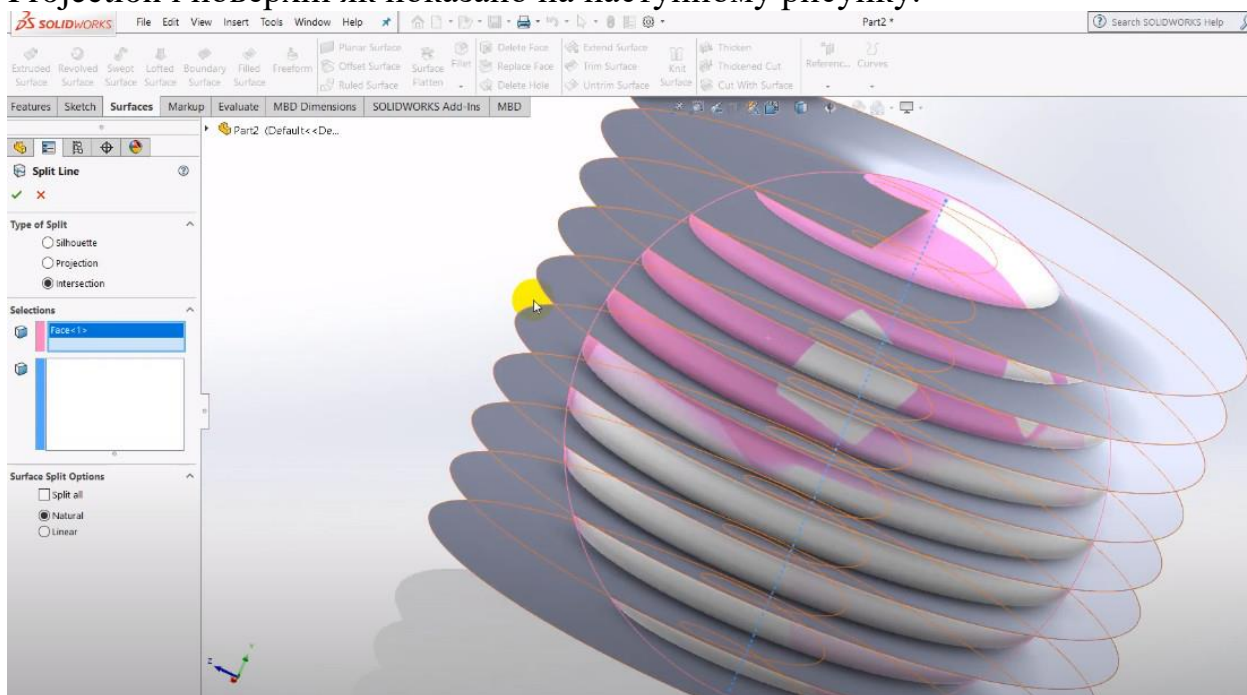 Projection і поверхні як показано на наступному рисунку.
SOLIDWORKS File Edit View Insert Tools Window Help
Part2 *
Search SOLIDWORKS Help
Extruded Surface
Revolved Surface
Swept Surface
Lofted Surface
Boundary Surface
Filled Surface
Freeform
Planar Surface
Offset Surface
Ruled Surface
Surface Flatten
Fillet
Delete Face
Replace Face
Delete Hole
Extend Surface
Trim Surface
Untrim Surface
Knit Surface
Thicken
Thickened Cut
Cut With Surface
Referenc...
Curves
Features Sketch Surfaces Markup Evaluate MBD Dimensions SOLIDWORKS Add-Ins MBD
Part2 (Default<<De...
Split Line
Type of Split
Silhouette
Projection
Intersection
Selections
Face<1>
Surface Split Options
Split all
Natural
Linear
Y
Z